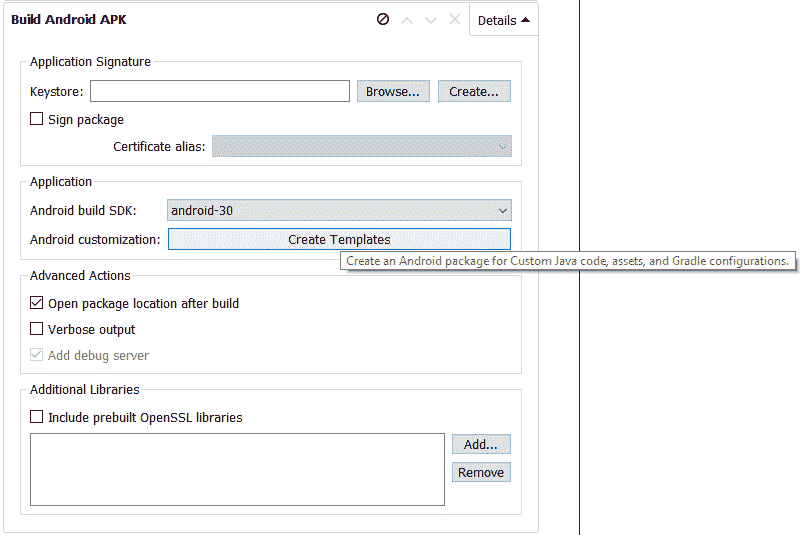 Build Android APK
Details
Application Signature
Keystore:
Browse...
Create...
Sign package
Certificate alias:
Application
Android build SDK:
android-30
Android customization:
Create Templates
Create an Android package for Custom Java code, assets, and Gradle configurations.
Advanced Actions
Open package location after build
Verbose output
Add debug server
Additional Libraries
Include prebuilt OpenSSL libraries
Add...
Remove